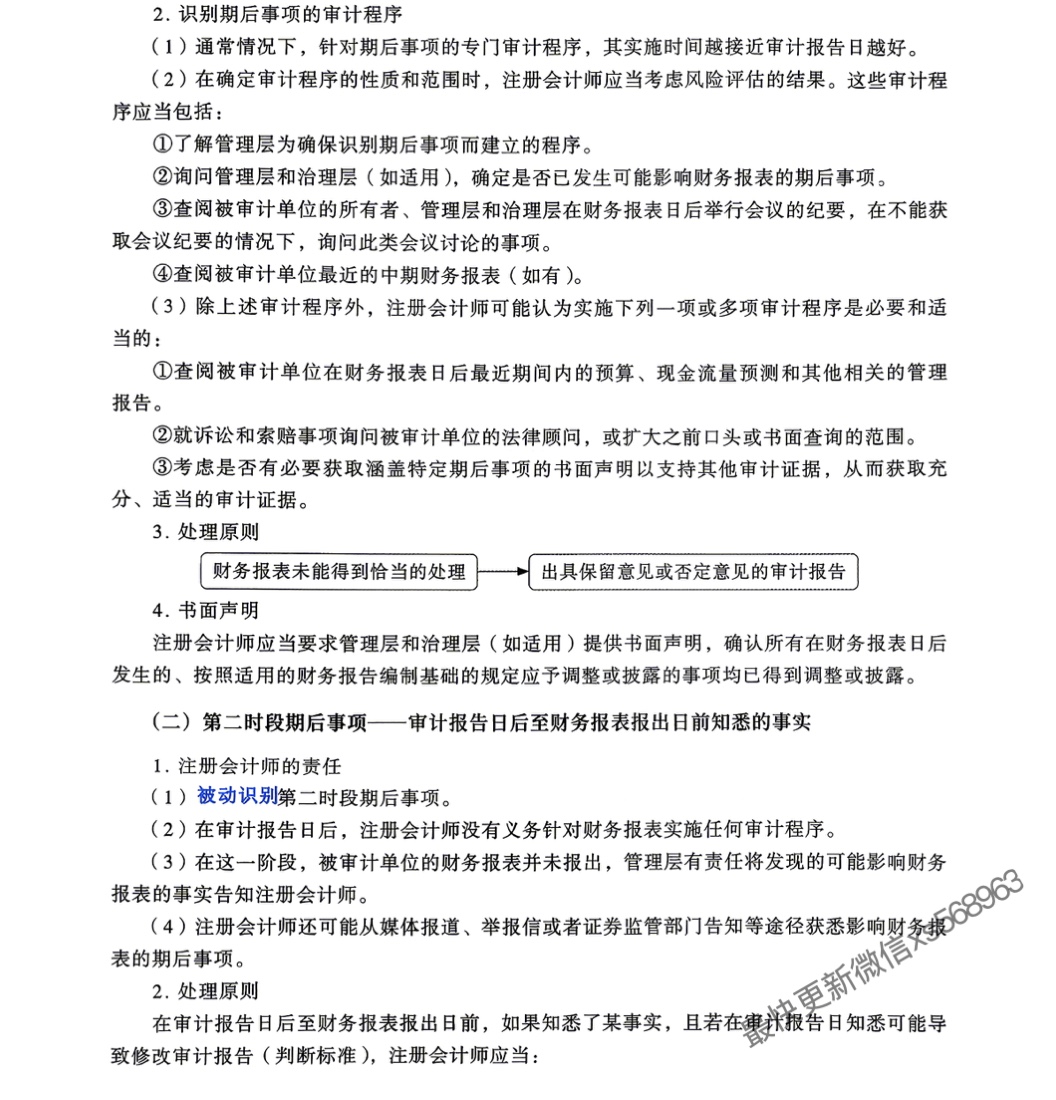 2. 识别期后事项的审计程序
（1）通常情况下，针对期后事项的专门审计程序，其实施时间越接近审计报告日越好。
（2）在确定审计程序的性质和范围时，注册会计师应当考虑风险评估的结果。这些审计程
序应当包括：
①了解管理层为确保识别期后事项而建立的程序。
②询问管理层和治理层（如适用），确定是否已发生可能影响财务报表的期后事项。
③查阅被审计单位的所有者、管理层和治理层在财务报表日后举行会议的纪要，在不能获
取会议纪要的情况下，询问此类会议讨论的事项。
④查阅被审计单位最近的中期财务报表（如有）。
（3）除上述审计程序外，注册会计师可能认为实施下列一项或多项审计程序是必要和适
当的：
①查阅被审计单位在财务报表日后最近期间内的预算、现金流量预测和其他相关的管理
报告。
②就诉讼和索赔事项询问被审计单位的法律顾问，或扩大之前口头或书面查询的范围。
③考虑是否有必要获取涵盖特定期后事项的书面声明以支持其他审计证据，从而获取充
分、适当的审计证据。
3. 处理原则
财务报表未能得到恰当的处理 出具保留意见或否定意见的审计报告
4. 书面声明
注册会计师应当要求管理层和治理层（如适用）提供书面声明，确认所有在财务报表日后
发生的、按照适用的财务报告编制基础的规定应予调整或披露的事项均已得到调整或披露。
（二）第二时段期后事项——审计报告日后至财务报表报出日前知悉的事实
1. 注册会计师的责任
（1）被动识别第二时段期后事项。
（2）在审计报告日后，注册会计师没有义务针对财务报表实施任何审计程序。
（3）在这一阶段，被审计单位的财务报表并未报出，管理层有责任将发现的可能影响财务
报表的事实告知注册会计师。
（4）注册会计师还可能从媒体报道、举报信或者证券监管部门告知等途径获悉影响财务报
表的期后事项。
2. 处理原则
在审计报告日后至财务报表报出日前，如果知悉了某事实，且若在审计报告日知悉可能导
致修改审计报告（判断标准），注册会计师应当：
最快更新微信xs568963